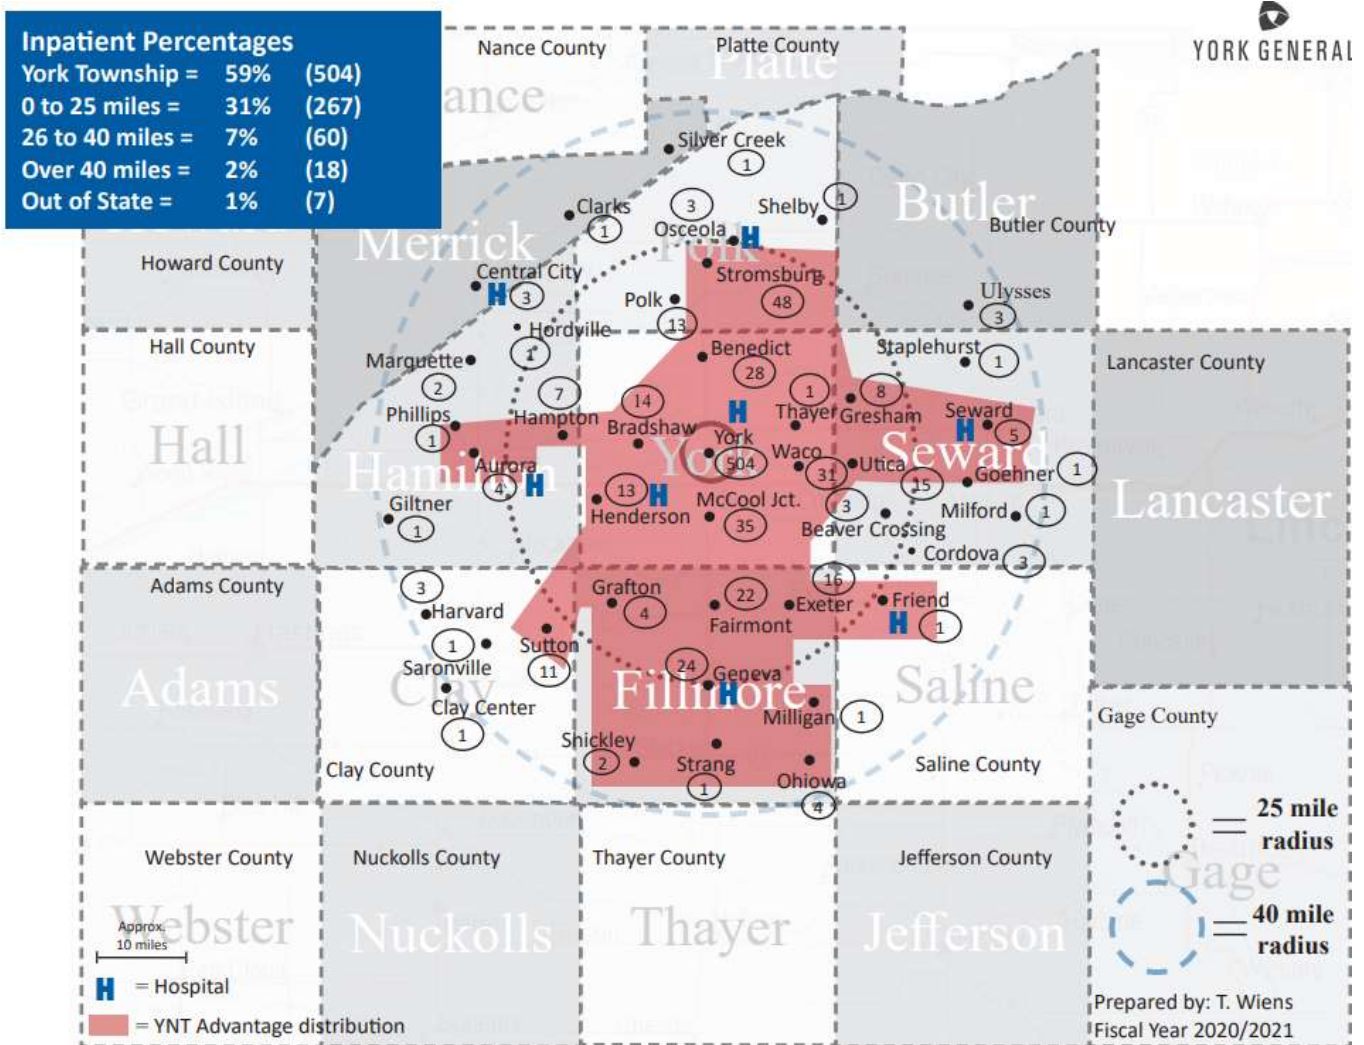 Inpatient Percentages
York Township = 59% (504)
0 to 25 miles = 31% (267)
26 to 40 miles = 7% (60)
Over 40 miles = 2% (18)
Out of State = 1% (7)
YORK GENERAL
Nance County
Platte County
Platte
ance
Silver Creek
1
Clarks
1
3
Osceola
H
Shelby
1
Butler
Butler County
Merrick
Polk
Howard County
Central City
H
3
Stromsburg
48
Polk
13
Ulysses
3
Hordville
1
Hall County
Marquette
2
Benedict
28
Staplehurst
1
Lancaster County
Phillips
1
7
Hampton
14
Bradshaw
H
1
Thayer
8
Gresham
Seward
H
5
Hall
Hamilton
York
York
504
Waco
31
Utica
15
Seward
Goehner
1
Aurora
4
H
13
Henderson
H
McCool Jct.
35
3
Beaver Crossing
Milford
1
Lancaster
Giltner
1
Cordova
3
Adams County
3
Harvard
Grafton
4
22
Fairmont
16
Exeter
Friend
H
1
1
Saronville
Sutton
11
Adams
Clay
Fillmore
Saline
24
Geneva
H
Clay Center
1
Milligan
1
Gage County
Shickley
2
Strang
1
Ohiowa
4
Clay County
Saline County
25 mile
=
radius
Webster County
Nuckolls County
Thayer County
Jefferson County
Gage
Webster
Nuckolls
Thayer
Jefferson
40 mile
=
radius
Approx.
10 miles
H = Hospital
= YNT Advantage distribution
Prepared by: T. Wiens
Fiscal Year 2020/2021